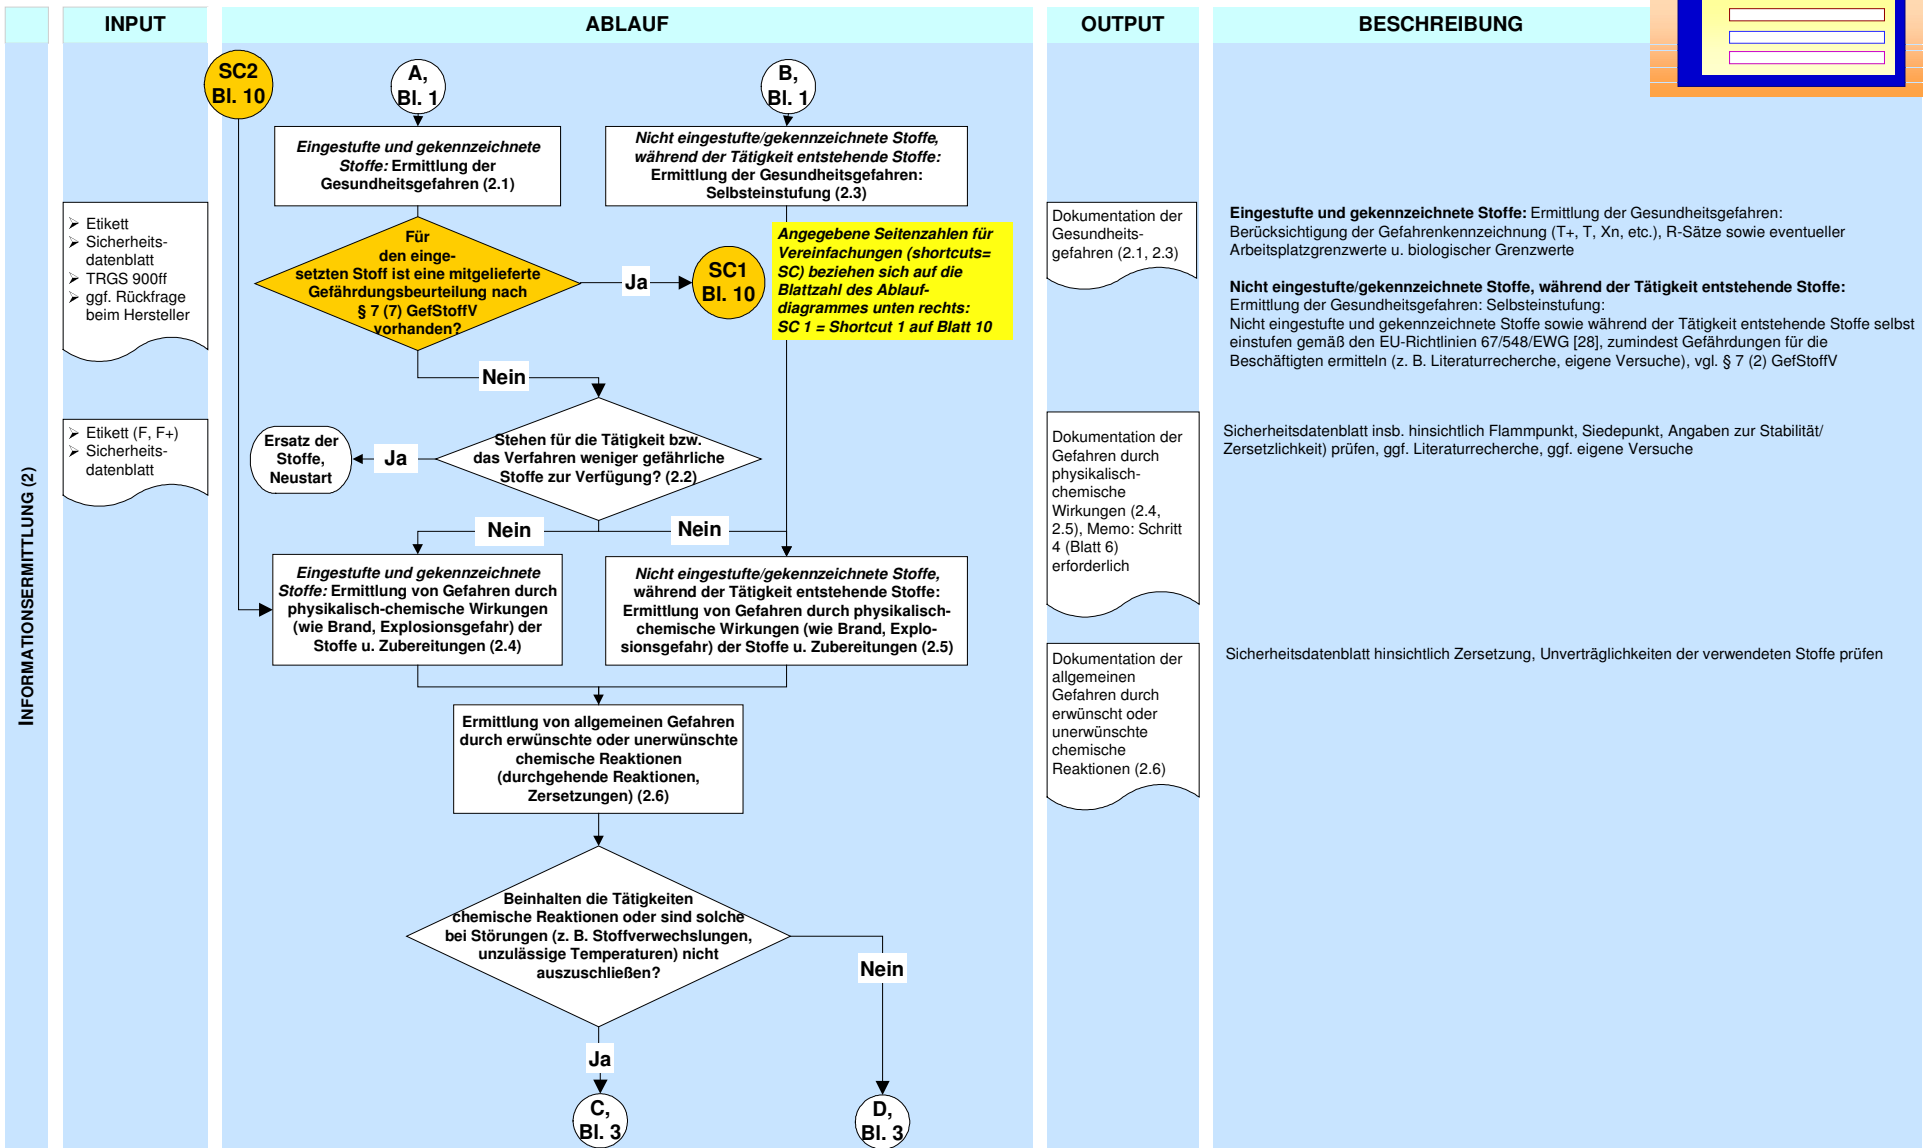 INPUT
ABLAUF
OUTPUT
BESCHREIBUNG
INFORMATIONSERMITTLUNG (2)
SC2
Bl. 10
A,
Bl. 1
B,
Bl. 1
Eingestufte und gekennzeichnete
Stoffe: Ermittlung der
Gesundheitsgefahren (2.1)
Nicht eingestufte/gekennzeichnete Stoffe,
während der Tätigkeit entstehende Stoffe:
Ermittlung der Gesundheitsgefahren:
Selbsteinstufung (2.3)
➢ Etikett
➢ Sicherheits-
datenblatt
➢ TRGS 900ff
➢ ggf. Rückfrage
beim Hersteller
Für
den einge-
setzten Stoff ist eine mitgelieferte
Gefährdungsbeurteilung nach
§ 7 (7) GefStoffV
vorhanden?
Ja
SC1
Bl. 10
Angegebene Seitenzahlen für
Vereinfachungen (shortcuts=
SC) beziehen sich auf die
Blattzahl des Ablauf-
diagrammes unten rechts:
SC 1 = Shortcut 1 auf Blatt 10
Dokumentation der
Gesundheits-
gefahren (2.1, 2.3)
Eingestufte und gekennzeichnete Stoffe: Ermittlung der Gesundheitsgefahren:
Berücksichtigung der Gefahrenkennzeichnung (T+, T, Xn, etc.), R-Sätze sowie eventueller
Arbeitsplatzgrenzwerte u. biologischer Grenzwerte
Nicht eingestufte/gekennzeichnete Stoffe, während der Tätigkeit entstehende Stoffe:
Ermittlung der Gesundheitsgefahren: Selbsteinstufung:
Nicht eingestufte und gekennzeichnete Stoffe sowie während der Tätigkeit entstehende Stoffe selbst
einstufen gemäß den EU-Richtlinien 67/548/EWG [28], zumindest Gefährdungen für die
Beschäftigten ermitteln (z. B. Literaturrecherche, eigene Versuche), vgl. § 7 (2) GefStoffV
Nein
➢ Etikett (F, F+)
➢ Sicherheits-
datenblatt
Ersatz der
Stoffe,
Neustart
Ja
Stehen für die Tätigkeit bzw.
das Verfahren weniger gefährliche
Stoffe zur Verfügung? (2.2)
Dokumentation der
Gefahren durch
physikalisch-
chemische
Wirkungen (2.4,
2.5), Memo: Schritt
4 (Blatt 6)
erforderlich
Sicherheitsdatenblatt insb. hinsichtlich Flammpunkt, Siedepunkt, Angaben zur Stabilität/
Zersetzlichkeit) prüfen, ggf. Literaturrecherche, ggf. eigene Versuche
Nein
Nein
Eingestufte und gekennzeichnete
Stoffe: Ermittlung von Gefahren durch
physikalisch-chemische Wirkungen
(wie Brand, Explosionsgefahr) der
Stoffe u. Zubereitungen (2.4)
Nicht eingestufte/gekennzeichnete Stoffe,
während der Tätigkeit entstehende Stoffe:
Ermittlung von Gefahren durch physikalisch-
chemische Wirkungen (wie Brand, Explo-
sionsgefahr) der Stoffe u. Zubereitungen (2.5)
Dokumentation der
allgemeinen
Gefahren durch
erwünscht oder
unerwünschte
chemische
Reaktionen (2.6)
Sicherheitsdatenblatt hinsichtlich Zersetzung, Unverträglichkeiten der verwendeten Stoffe prüfen
Ermittlung von allgemeinen Gefahren
durch erwünschte oder unerwünschte
chemische Reaktionen
(durchgehende Reaktionen,
Zersetzungen) (2.6)
Beinhalten die Tätigkeiten
chemische Reaktionen oder sind solche
bei Störungen (z. B. Stoffverwechslungen,
unzulässige Temperaturen) nicht
auszuschließen?
Nein
Ja
C,
Bl. 3
D,
Bl. 3